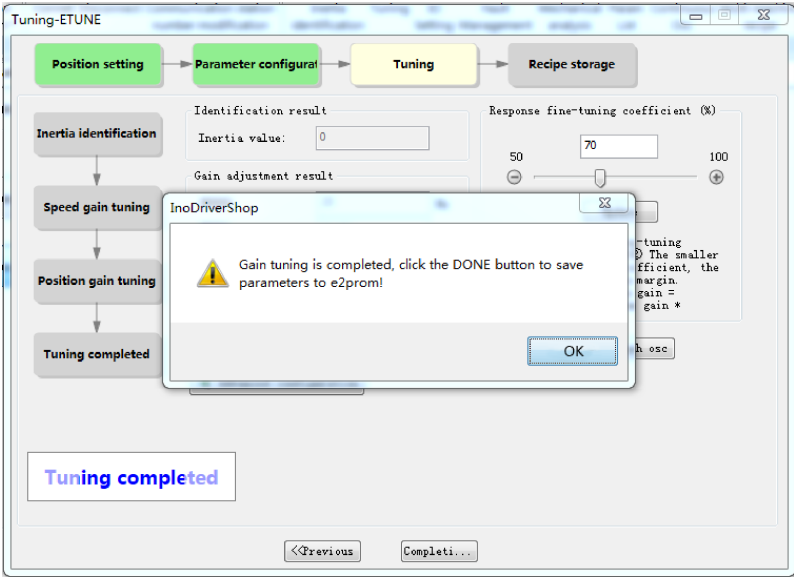 Tuning-ETUNE
Position setting
Parameter configurat
Tuning
Recipe storage
Identification result
Inertia value:
0
Gain adjustment result
Response fine-tuning coefficient (%)
70
50
100
Inertia identification
Speed gain tuning
Position gain tuning
Tuning completed
InoDriverShop
Gain tuning is completed, click the DONE button to save
parameters to e2prom!
OK
-tuning
The smaller
fficient, the
margin.
gain =
gain *
h osc
Tuning completed
<<Previous
Completi...